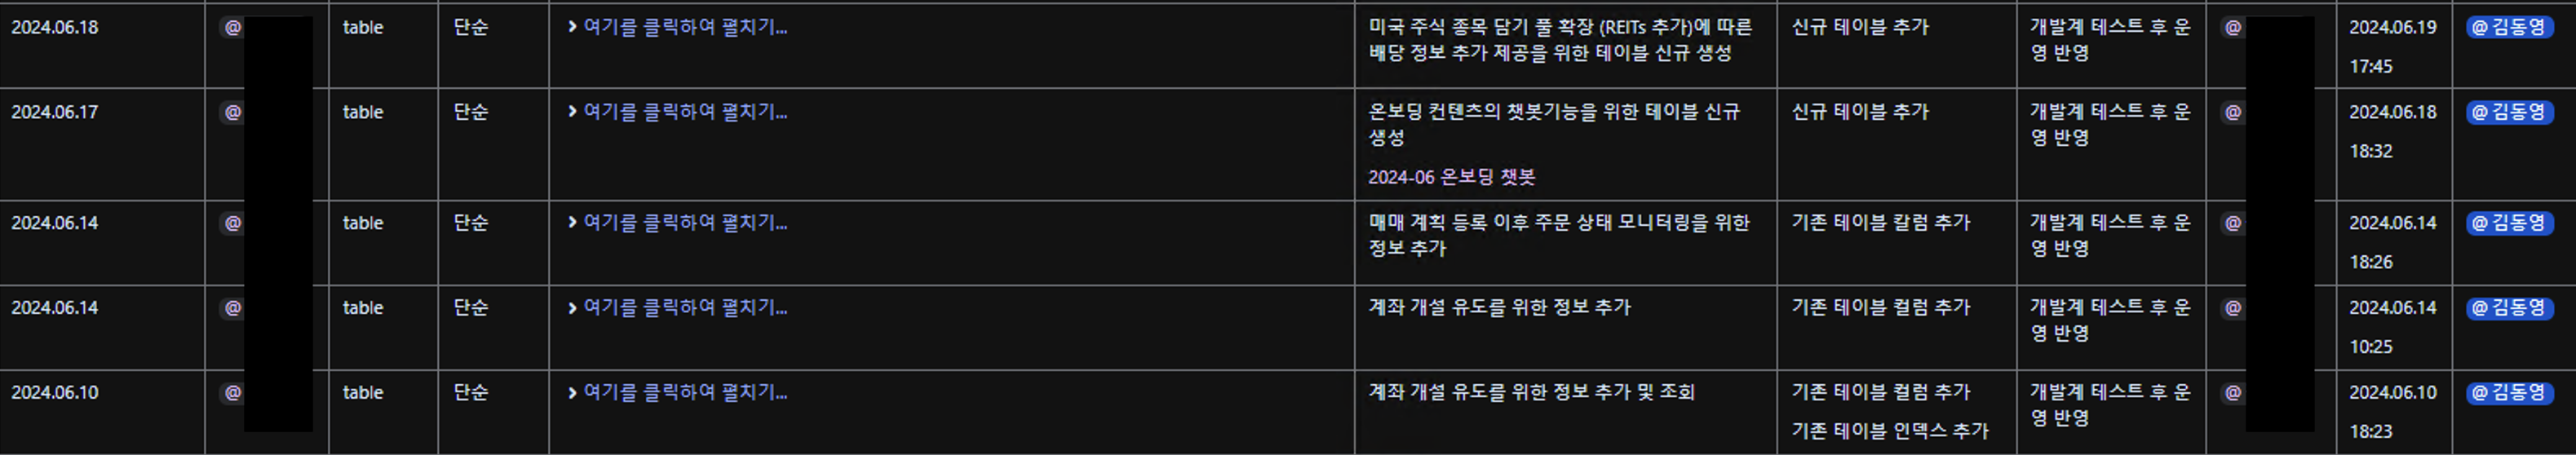 2024.06.18 @ table 단순 여기를 클릭하여 펼치기... 미국 주식 종목 담기 풀 확장 (REITs 추가)에 따른 신규 테이블 추가 개발계 테스트 후 운 @ 2024.06.19 @김동영
배당 정보 추가 제공을 위한 테이블 신규 생성 영 반영 17:45
2024.06.17 @ table 단순 여기를 클릭하여 펼치기... 온보딩 컨텐츠의 챗봇기능을 위한 테이블 신규 신규 테이블 추가 개발계 테스트 후 운 @ 2024.06.18 @김동영
생성 영 반영 18:32
2024-06 온보딩 챗봇
2024.06.14 @ table 단순 여기를 클릭하여 펼치기... 매매 계획 등록 이후 주문 상태 모니터링을 위한 기존 테이블 칼럼 추가 개발계 테스트 후 운 @ 2024.06.14 @김동영
정보 추가 영 반영 18:26
2024.06.14 @ table 단순 여기를 클릭하여 펼치기... 계좌 개설 유도를 위한 정보 추가 기존 테이블 컬럼 추가 개발계 테스트 후 운 @ 2024.06.14 @김동영
영 반영 10:25
2024.06.10 @ table 단순 여기를 클릭하여 펼치기... 계좌 개설 유도를 위한 정보 추가 및 조회 기존 테이블 컬럼 추가 개발계 테스트 후 운 @ 2024.06.10 @김동영
기존 테이블 인덱스 추가 영 반영 18:23